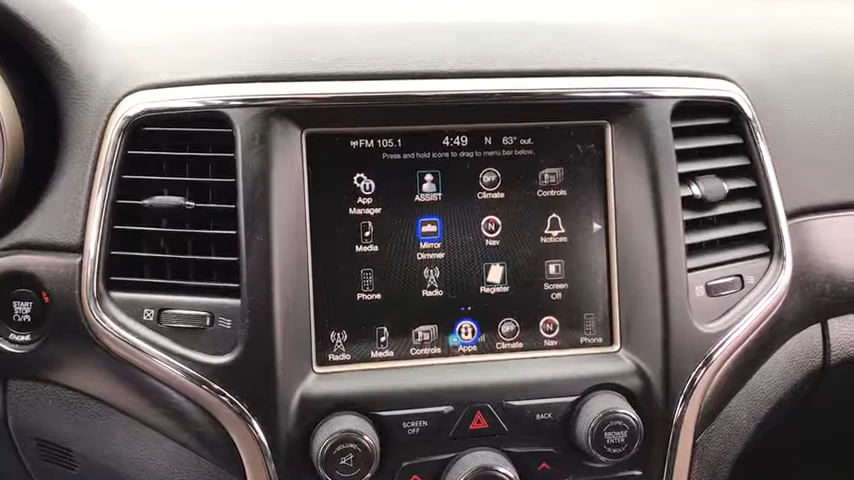 FM 105.1 4:49 N 63° out.
Press and hold icons to drag to menu bar below.
App Manager
ASSIST
OFF
Climate
Controls
Media
Mirror Dimmer
N
Nav
Notices
Phone
Radio
Register
Screen Off
Radio
Media
Controls
Apps
OFF
Climate
N
Nav
Phone
START
STOP
ENGINE
SCREEN OFF
BACK
VOLUME
TUNE
SCROLL